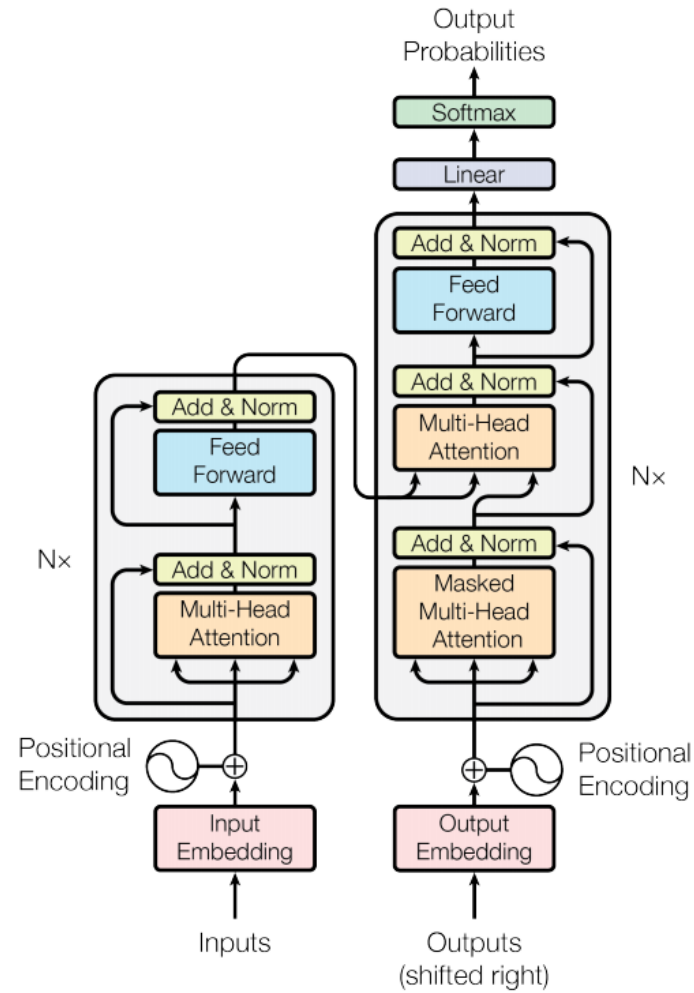 Output
Probabilities
Softmax
Linear
Add & Norm
Feed
Forward
Add & Norm
Multi-Head
Attention
Add & Norm
Masked
Multi-Head
Attention
N×
Add & Norm
Feed
Forward
Add & Norm
Multi-Head
Attention
N×
Positional
Encoding
Positional
Encoding
Input
Embedding
Output
Embedding
Inputs
Outputs
(shifted right)